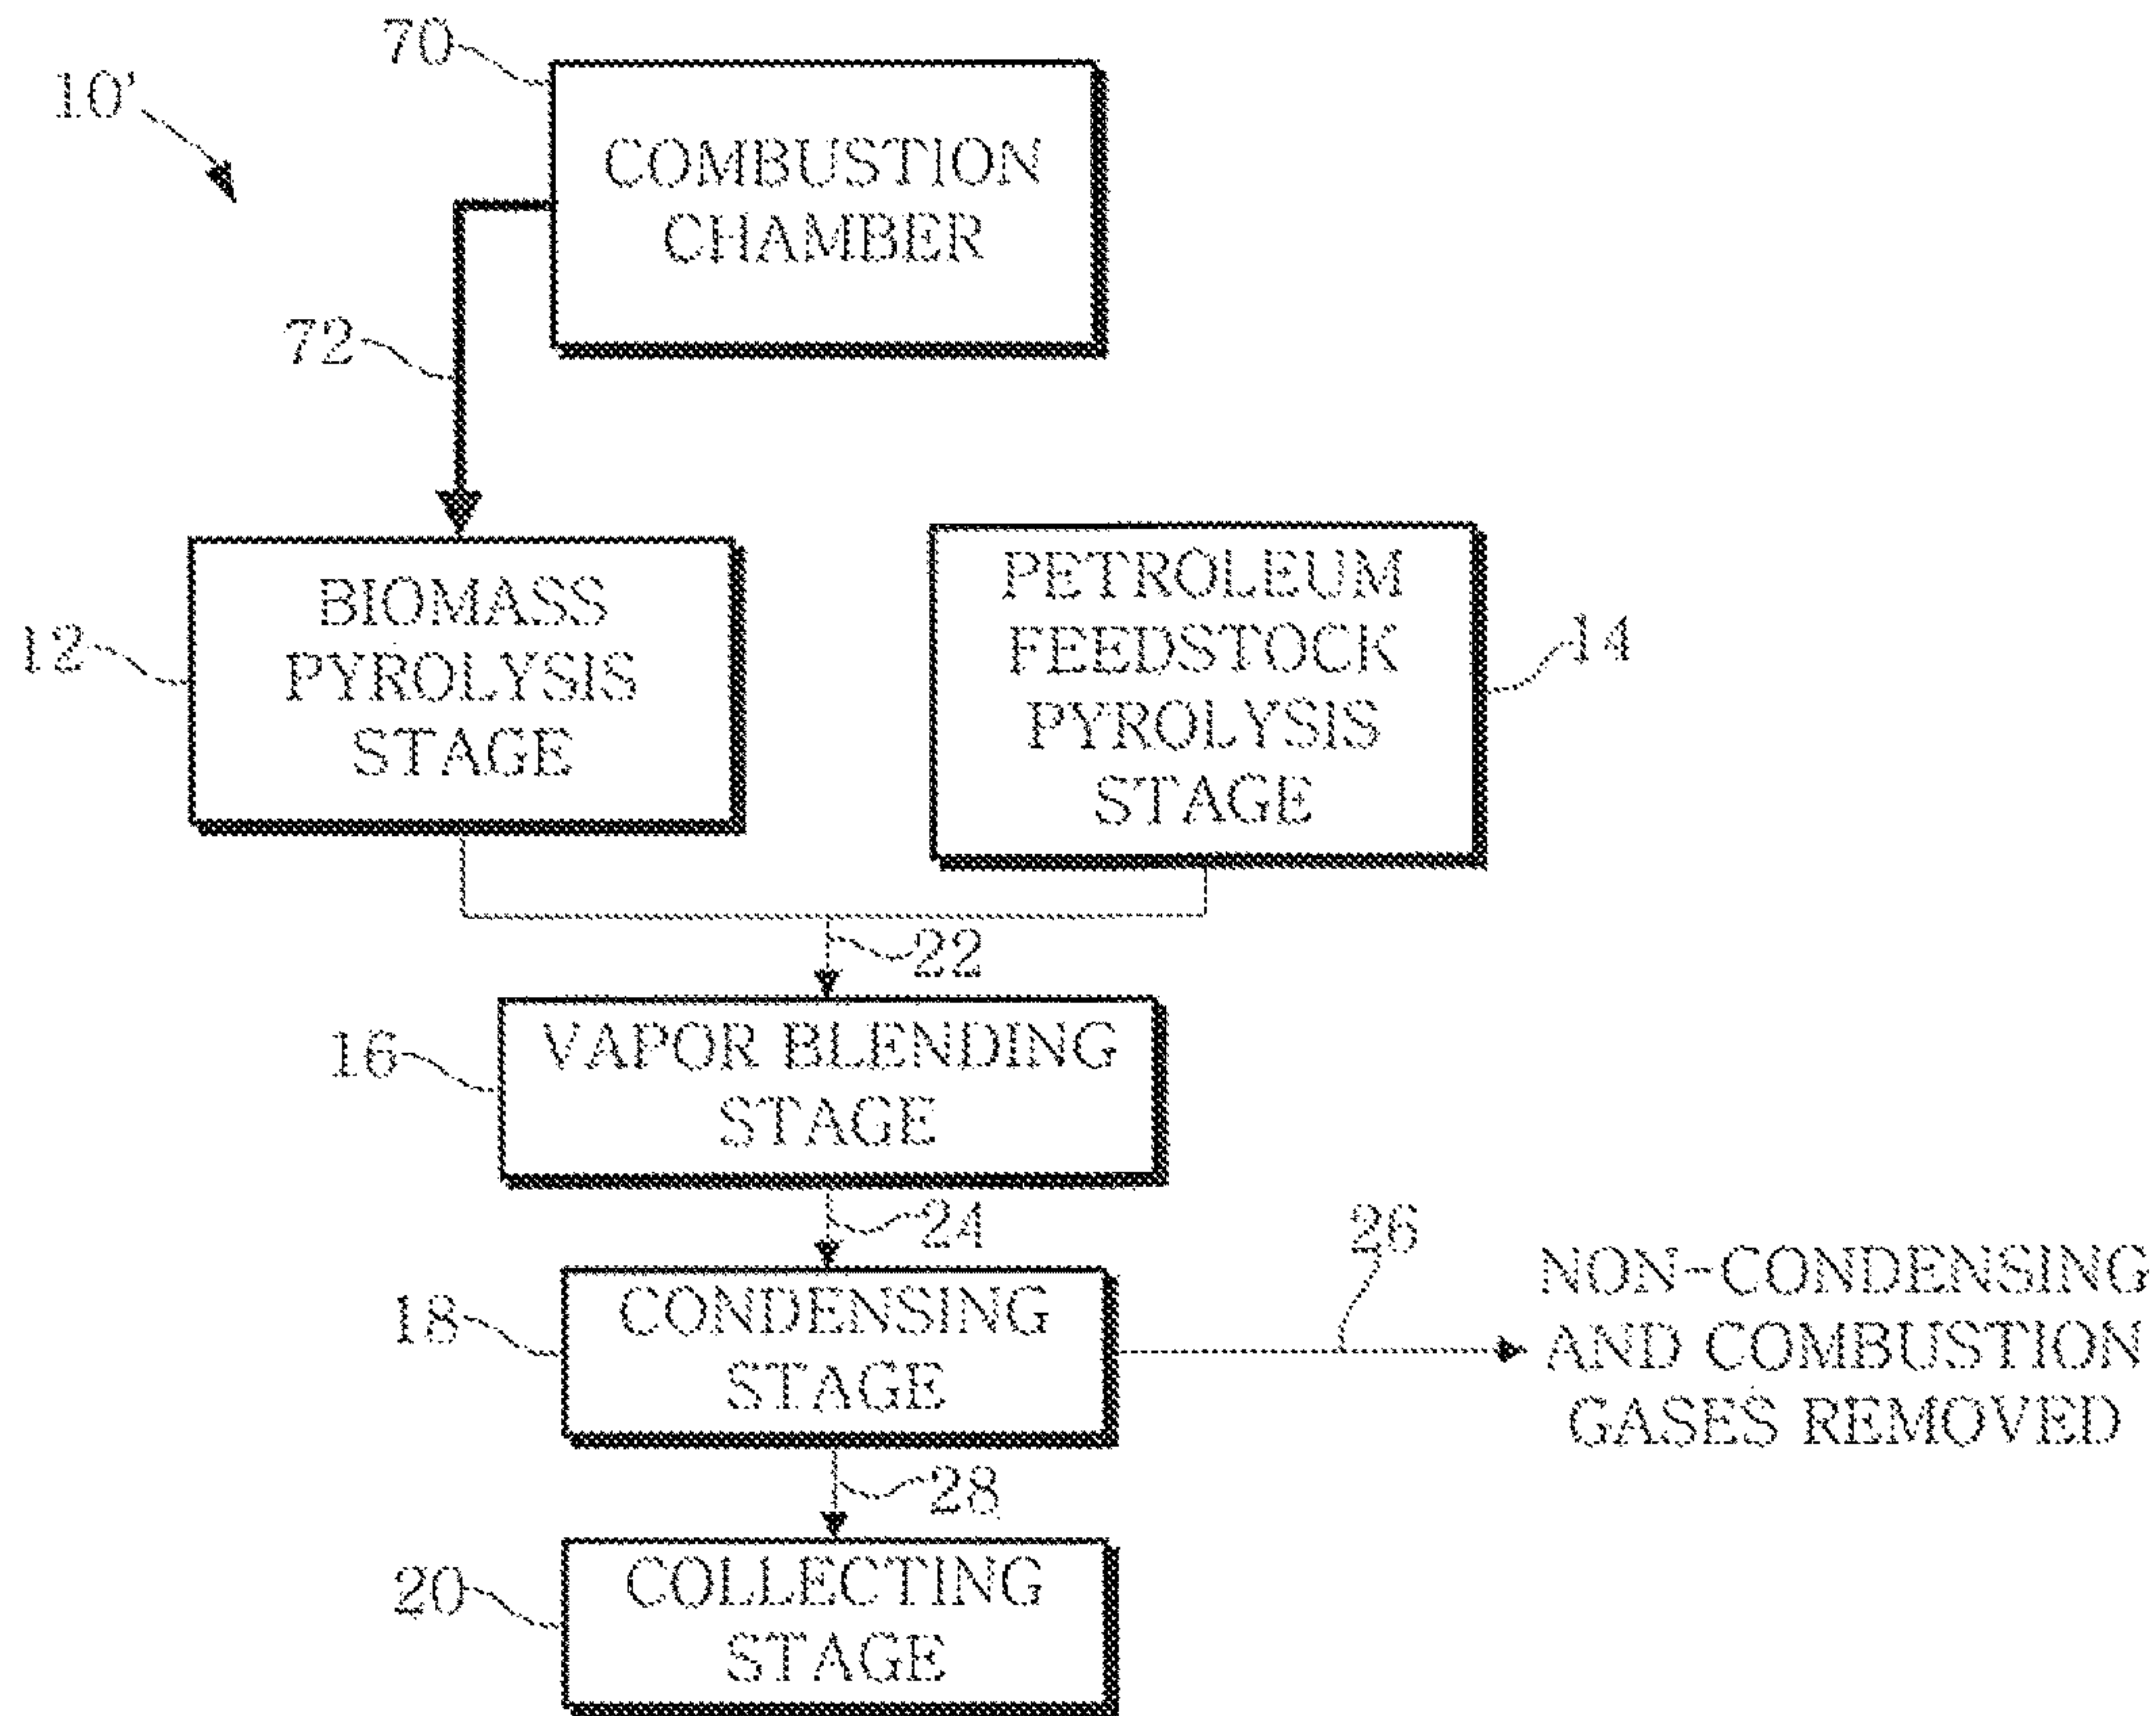 70
10'
COMBUSTION
CHAMBER
72
BIOMASS
PYROLYSIS
STAGE
12
PETROLEUM
FEEDSTOCK
PYROLYSIS
STAGE
14
22
VAPOR BLENDING
STAGE
16
24
CONDENSING
STAGE
18
26
NON-CONDENSING
AND COMBUSTION
GASES REMOVED
28
COLLECTING
STAGE
20